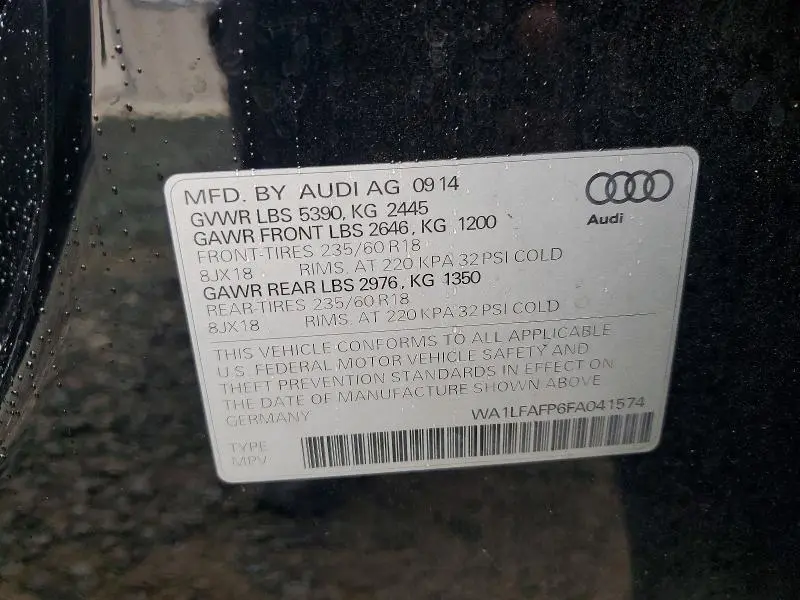 MFD. BY AUDI AG 09 14
GVWR LBS 5390, KG 2445
GAWR FRONT LBS 2646, KG 1200
FRONT-TIRES 235/60 R18
8JX18 RIMS. AT 220 KPA 32 PSI COLD
GAWR REAR LBS 2976, KG 1350
REAR-TIRES 235/60 R18
8JX18 RIMS. AT 220 KPA 32 PSI COLD
Audi
THIS VEHICLE CONFORMS TO ALL APPLICABLE
U.S. FEDERAL MOTOR VEHICLE SAFETY AND
THEFT PREVENTION STANDARDS IN EFFECT ON
THE DATE OF MANUFACTURE SHOWN ABOVE
GERMANY WA1LFAFP6FA041574
TYPE
MPV